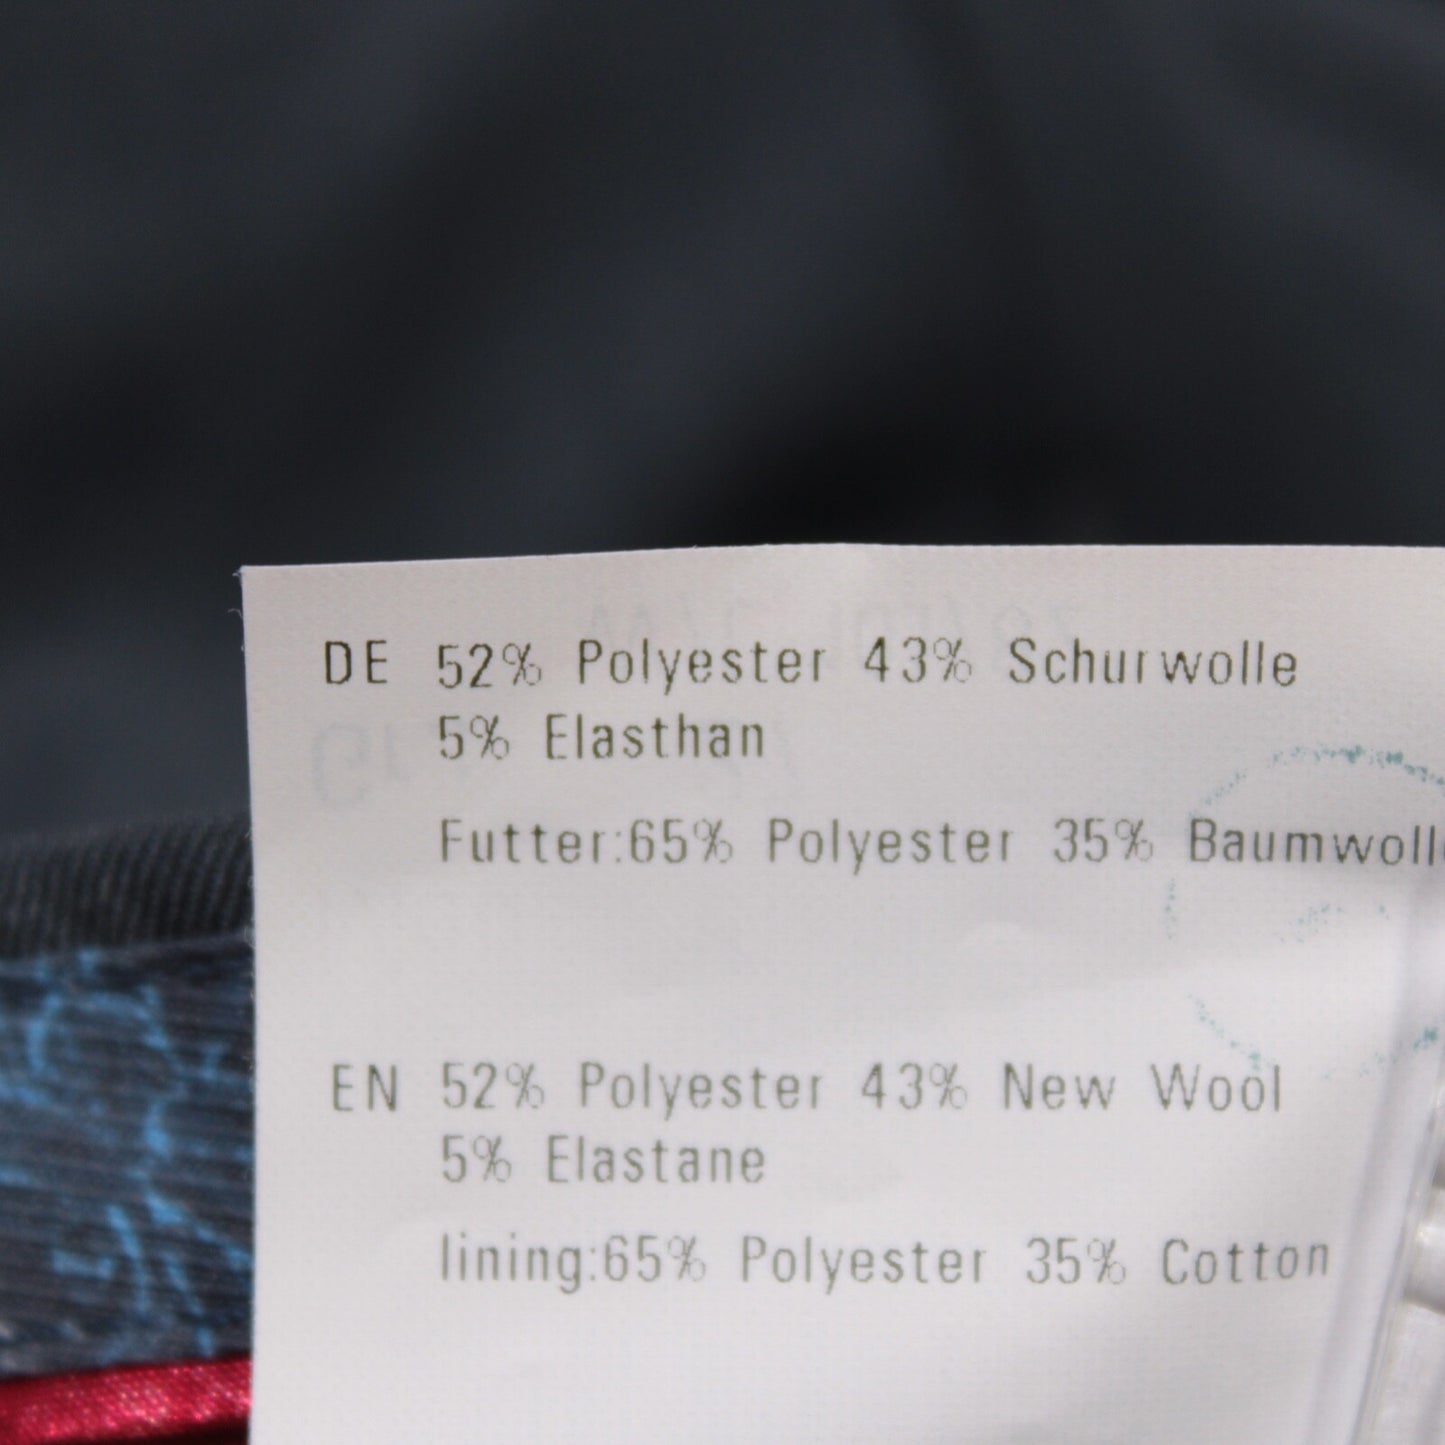 DE 52% Polyester 43% Schurwolle
5% Elasthan
Futter:65% Polyester 35% Baumwolle
EN 52% Polyester 43% New Wool
5% Elastane
lining:65% Polyester 35% Cotton